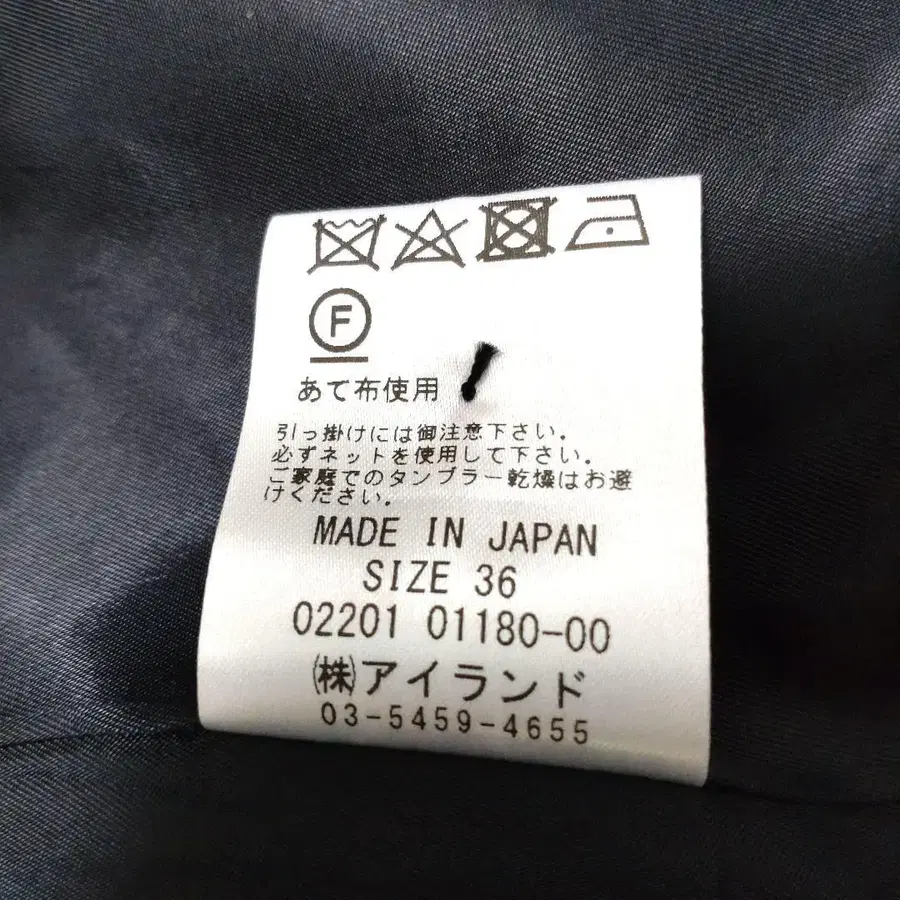 F
あて布使用
引っ掛けには御注意下さい。
必ずネットを使用して下さい。
ご家庭でのタンブラー乾燥はお避
けください。
MADE IN JAPAN
SIZE 36
02201 01180-00
㈱アイランド
03-5459-4655